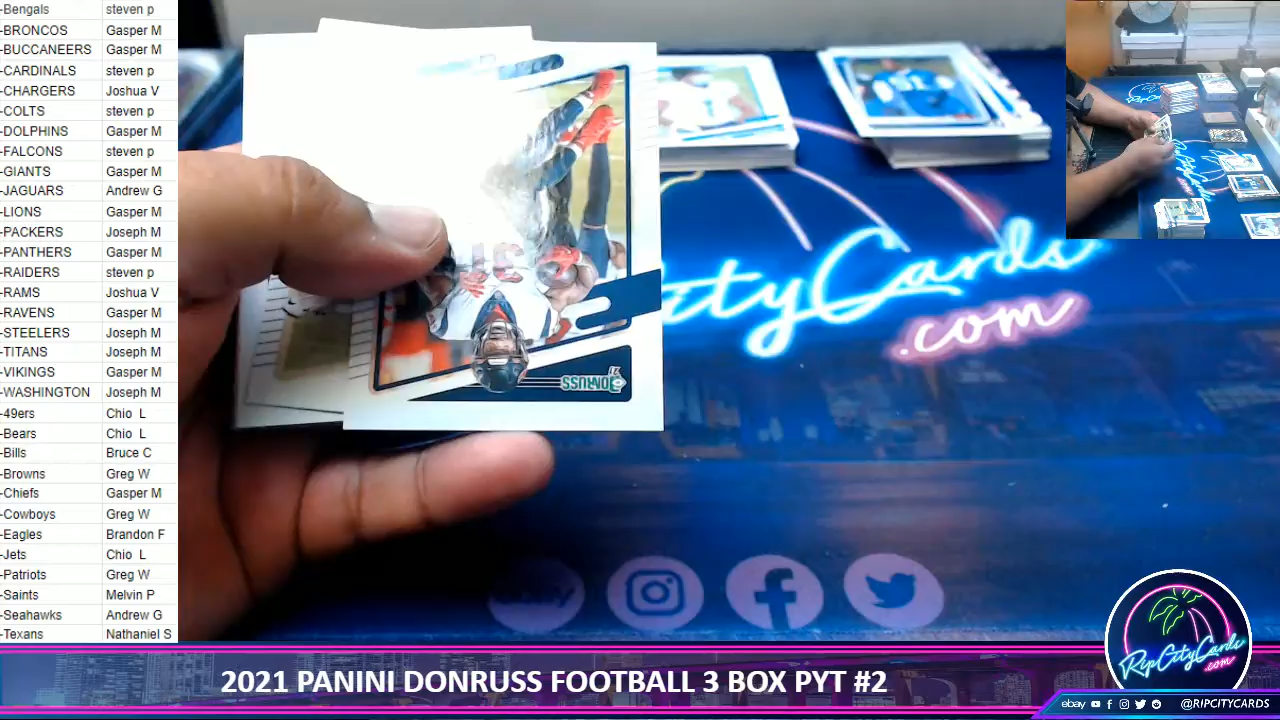 -Bengals steven p
-BRONCOS Gasper M
-BUCCANEERS Gasper M
-CARDINALS steven p
-CHARGERS Joshua V
-COLTS steven p
-DOLPHINS Gasper M
-FALCONS steven p
-GIANTS Gasper M
-JAGUARS Andrew G
-LIONS Gasper M
-PACKERS Joseph M
-PANTHERS Gasper M
-RAIDERS steven p
-RAMS Joshua V
-RAVENS Gasper M
-STEELERS Joseph M
-TITANS Joseph M
-VIKINGS Gasper M
-WASHINGTON Joseph M
-49ers Chio L
-Bears Chio L
-Bills Bruce C
-Browns Greg W
-Chiefs Gasper M
-Cowboys Greg W
-Eagles Brandon F
-Jets Chio L
-Patriots Greg W
-Saints Melvin P
-Seahawks Andrew G
-Texans Nathaniel S
DONRUSS
ityCards
.com
RipCityCards
.com
2021 PANINI DONRUSS FOOTBALL 3 BOX PYT #2
ebay @RIPCITYCARDS